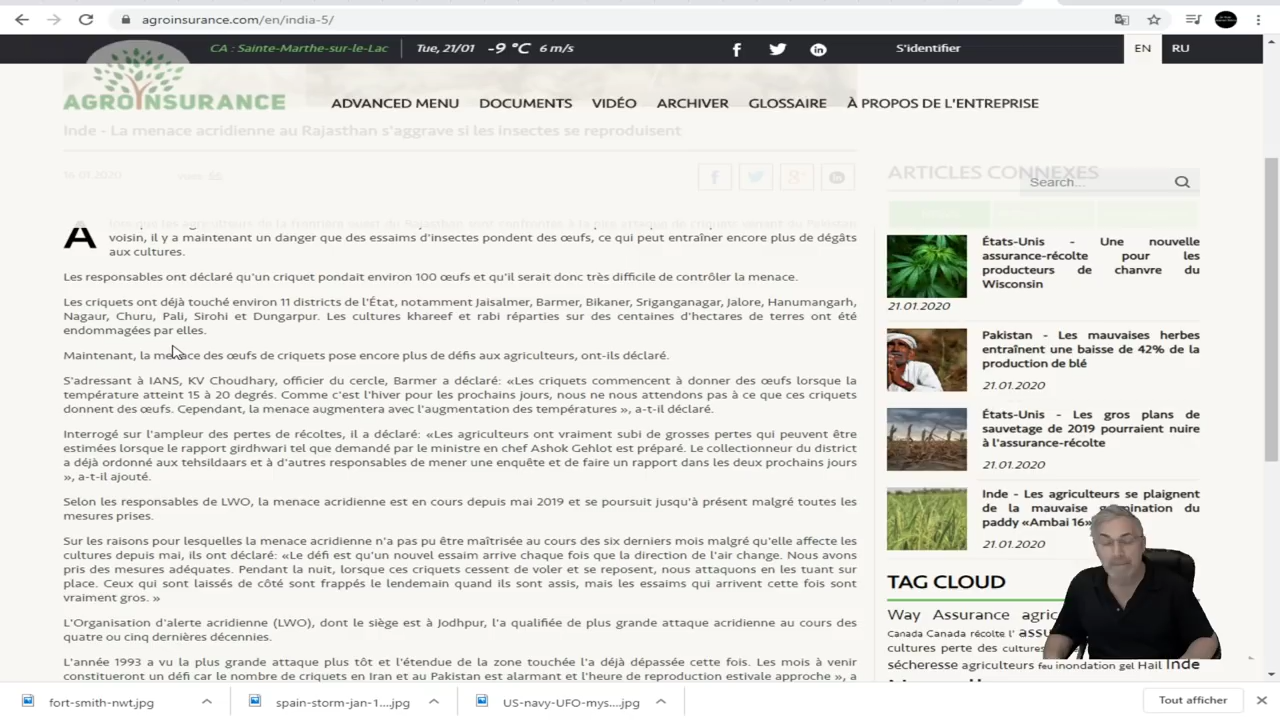 agroinsurance.com/en/india-5/
CA : Sainte-Marthe-sur-le-Lac Tue, 21/01 -9 °C 6 m/s S'identifier EN RU
AGROINSURANCE
ADVANCED MENU DOCUMENTS VIDÉO ARCHIVER GLOSSAIRE À PROPOS DE L'ENTREPRISE
Inde - La menace acridienne au Rajasthan s'aggrave si les insectes se reproduisent
16.01.2020
Alors que les agriculteurs de la frontière ouest du Rajasthan sont confrontés à la pire attaque de criquets venant du Pakistan
voisin, il y a maintenant un danger que des essaims d'insectes pondent des œufs, ce qui peut entraîner encore plus de dégâts
aux cultures.
Les responsables ont déclaré qu'un criquet pondait environ 100 œufs et qu'il serait donc très difficile de contrôler la menace.
Les criquets ont déjà touché environ 11 districts de l'État, notamment Jaisalmer, Barmer, Bikaner, Sriganganagar, Jalore, Hanumangarh,
Nagaur, Churu, Pali, Sirohi et Dungarpur. Les cultures khareef et rabi réparties sur des centaines d'hectares de terres ont été
endommagées par elles.
Maintenant, la menace des œufs de criquets pose encore plus de défis aux agriculteurs, ont-ils déclaré.
S'adressant à IANS, KV Choudhary, officier du cercle, Barmer a déclaré: «Les criquets commencent à donner des œufs lorsque la
température atteint 15 à 20 degrés. Comme c'est l'hiver pour les prochains jours, nous ne nous attendons pas à ce que ces criquets
donnent des œufs. Cependant, la menace augmentera avec l'augmentation des températures », a-t-il déclaré.
Interrogé sur l'ampleur des pertes de récoltes, il a déclaré: «Les agriculteurs ont vraiment subi de grosses pertes qui peuvent être
estimées lorsque le rapport girdhwari tel que demandé par le ministre en chef Ashok Gehlot est préparé. Le collectionneur du district
a déjà ordonné aux tehsildaars et à d'autres responsables de mener une enquête et de faire un rapport dans les deux prochains jours
», a-t-il ajouté.
Selon les responsables de LWO, la menace acridienne est en cours depuis mai 2019 et se poursuit jusqu'à présent malgré toutes les
mesures prises.
Sur les raisons pour lesquelles la menace acridienne n'a pas pu être maîtrisée au cours des six derniers mois malgré qu'elle affecte les
cultures depuis mai, ils ont déclaré: «Le défi est qu'un nouvel essaim arrive chaque fois que la direction de l'air change. Nous avons
pris des mesures adéquates. Pendant la nuit, lorsque ces criquets cessent de voler et se reposent, nous attaquons en les tuant sur
place. Ceux qui sont laissés de côté sont frappés le lendemain quand ils sont assis, mais les essaims qui arrivent cette fois sont
vraiment gros. »
L'Organisation d'alerte acridienne (LWO), dont le siège est à Jodhpur, l'a qualifiée de plus grande attaque acridienne au cours des
quatre ou cinq dernières décennies.
L'année 1993 a vu la plus grande attaque plus tôt et l'étendue de la zone touchée l'a déjà dépassée cette fois. Les mois à venir
constitueront un défi car le nombre de criquets en Iran et au Pakistan est alarmant et l'heure de reproduction estivale approche », a
ARTICLES CONNEXES
Search...
États-Unis - Une nouvelle
assurance-récolte pour les
producteurs de chanvre du
Wisconsin
21.01.2020
Pakistan - Les mauvaises herbes
entraînent une baisse de 42% de la
production de blé
21.01.2020
États-Unis - Les gros plans de
sauvetage de 2019 pourraient nuire
à l'assurance-récolte
21.01.2020
Inde - Les agriculteurs se plaignent
de la mauvaise germination du
paddy «Ambai 16»
21.01.2020
TAG CLOUD
Way Assurance
Canada Canada récolte l'
cultures perte des cultures
sécheresse agriculteurs feu inondation gel Hail Inde
fort-smith-nwt.jpg spain-storm-jan-1....jpg US-navy-UFO-mys....jpg Tout afficher